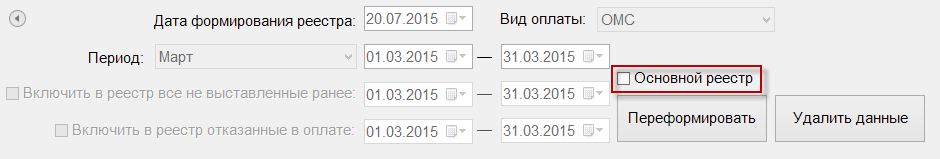 Дата формирования реестра: 20.07.2015 Вид оплаты: ОМС
Период: Март 01.03.2015 — 31.03.2015
Основной реестр
Включить в реестр все не выставленные ранее: 01.03.2015 — 31.03.2015
Включить в реестр отказанные в оплате: 01.03.2015 — 31.03.2015
Переформировать Удалить данные